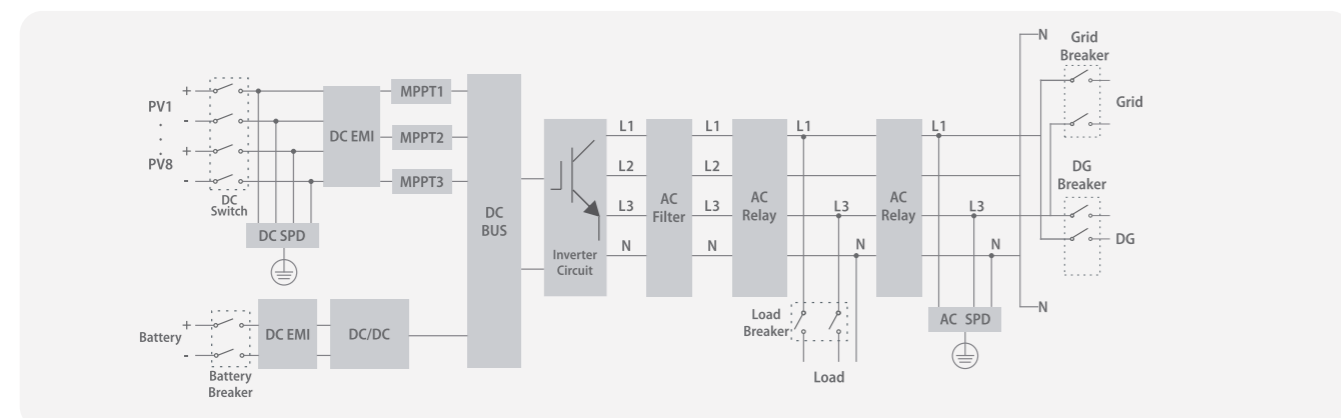 PV1
.
.
.
PV8
+
-
+
-
DC
Switch
DC SPD
DC EMI
MPPT1
MPPT2
MPPT3
Battery
+
-
Battery
Breaker
DC EMI
DC/DC
DC
BUS
Inverter
Circuit
L1
L2
L3
N
AC
Filter
L1
L2
L3
N
AC
Relay
L1
L3
N
Load
Breaker
Load
AC
Relay
L1
L3
N
AC SPD
N
N
Grid
Breaker
Grid
DG
Breaker
DG